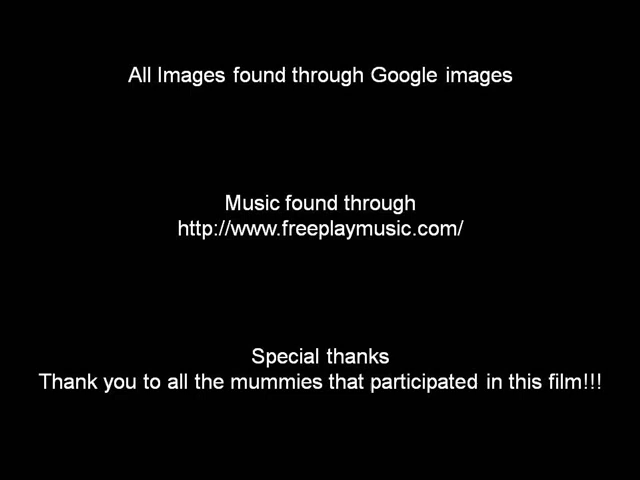 All Images found through Google images
Music found through
http://www.freeplaymusic.com/
Special thanks
Thank you to all the mummies that participated in this film!!!